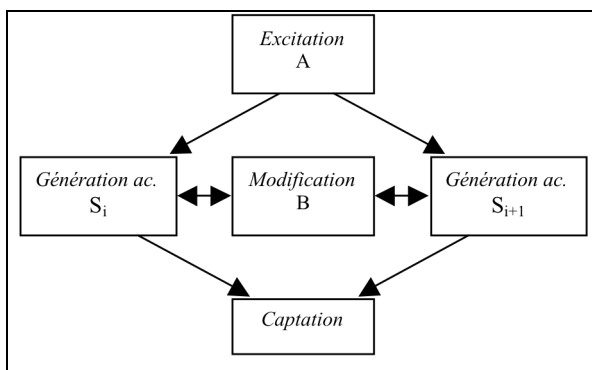 Excitation
A
Génération ac.
Si
Modification
B
Génération ac.
Si+1
Captation